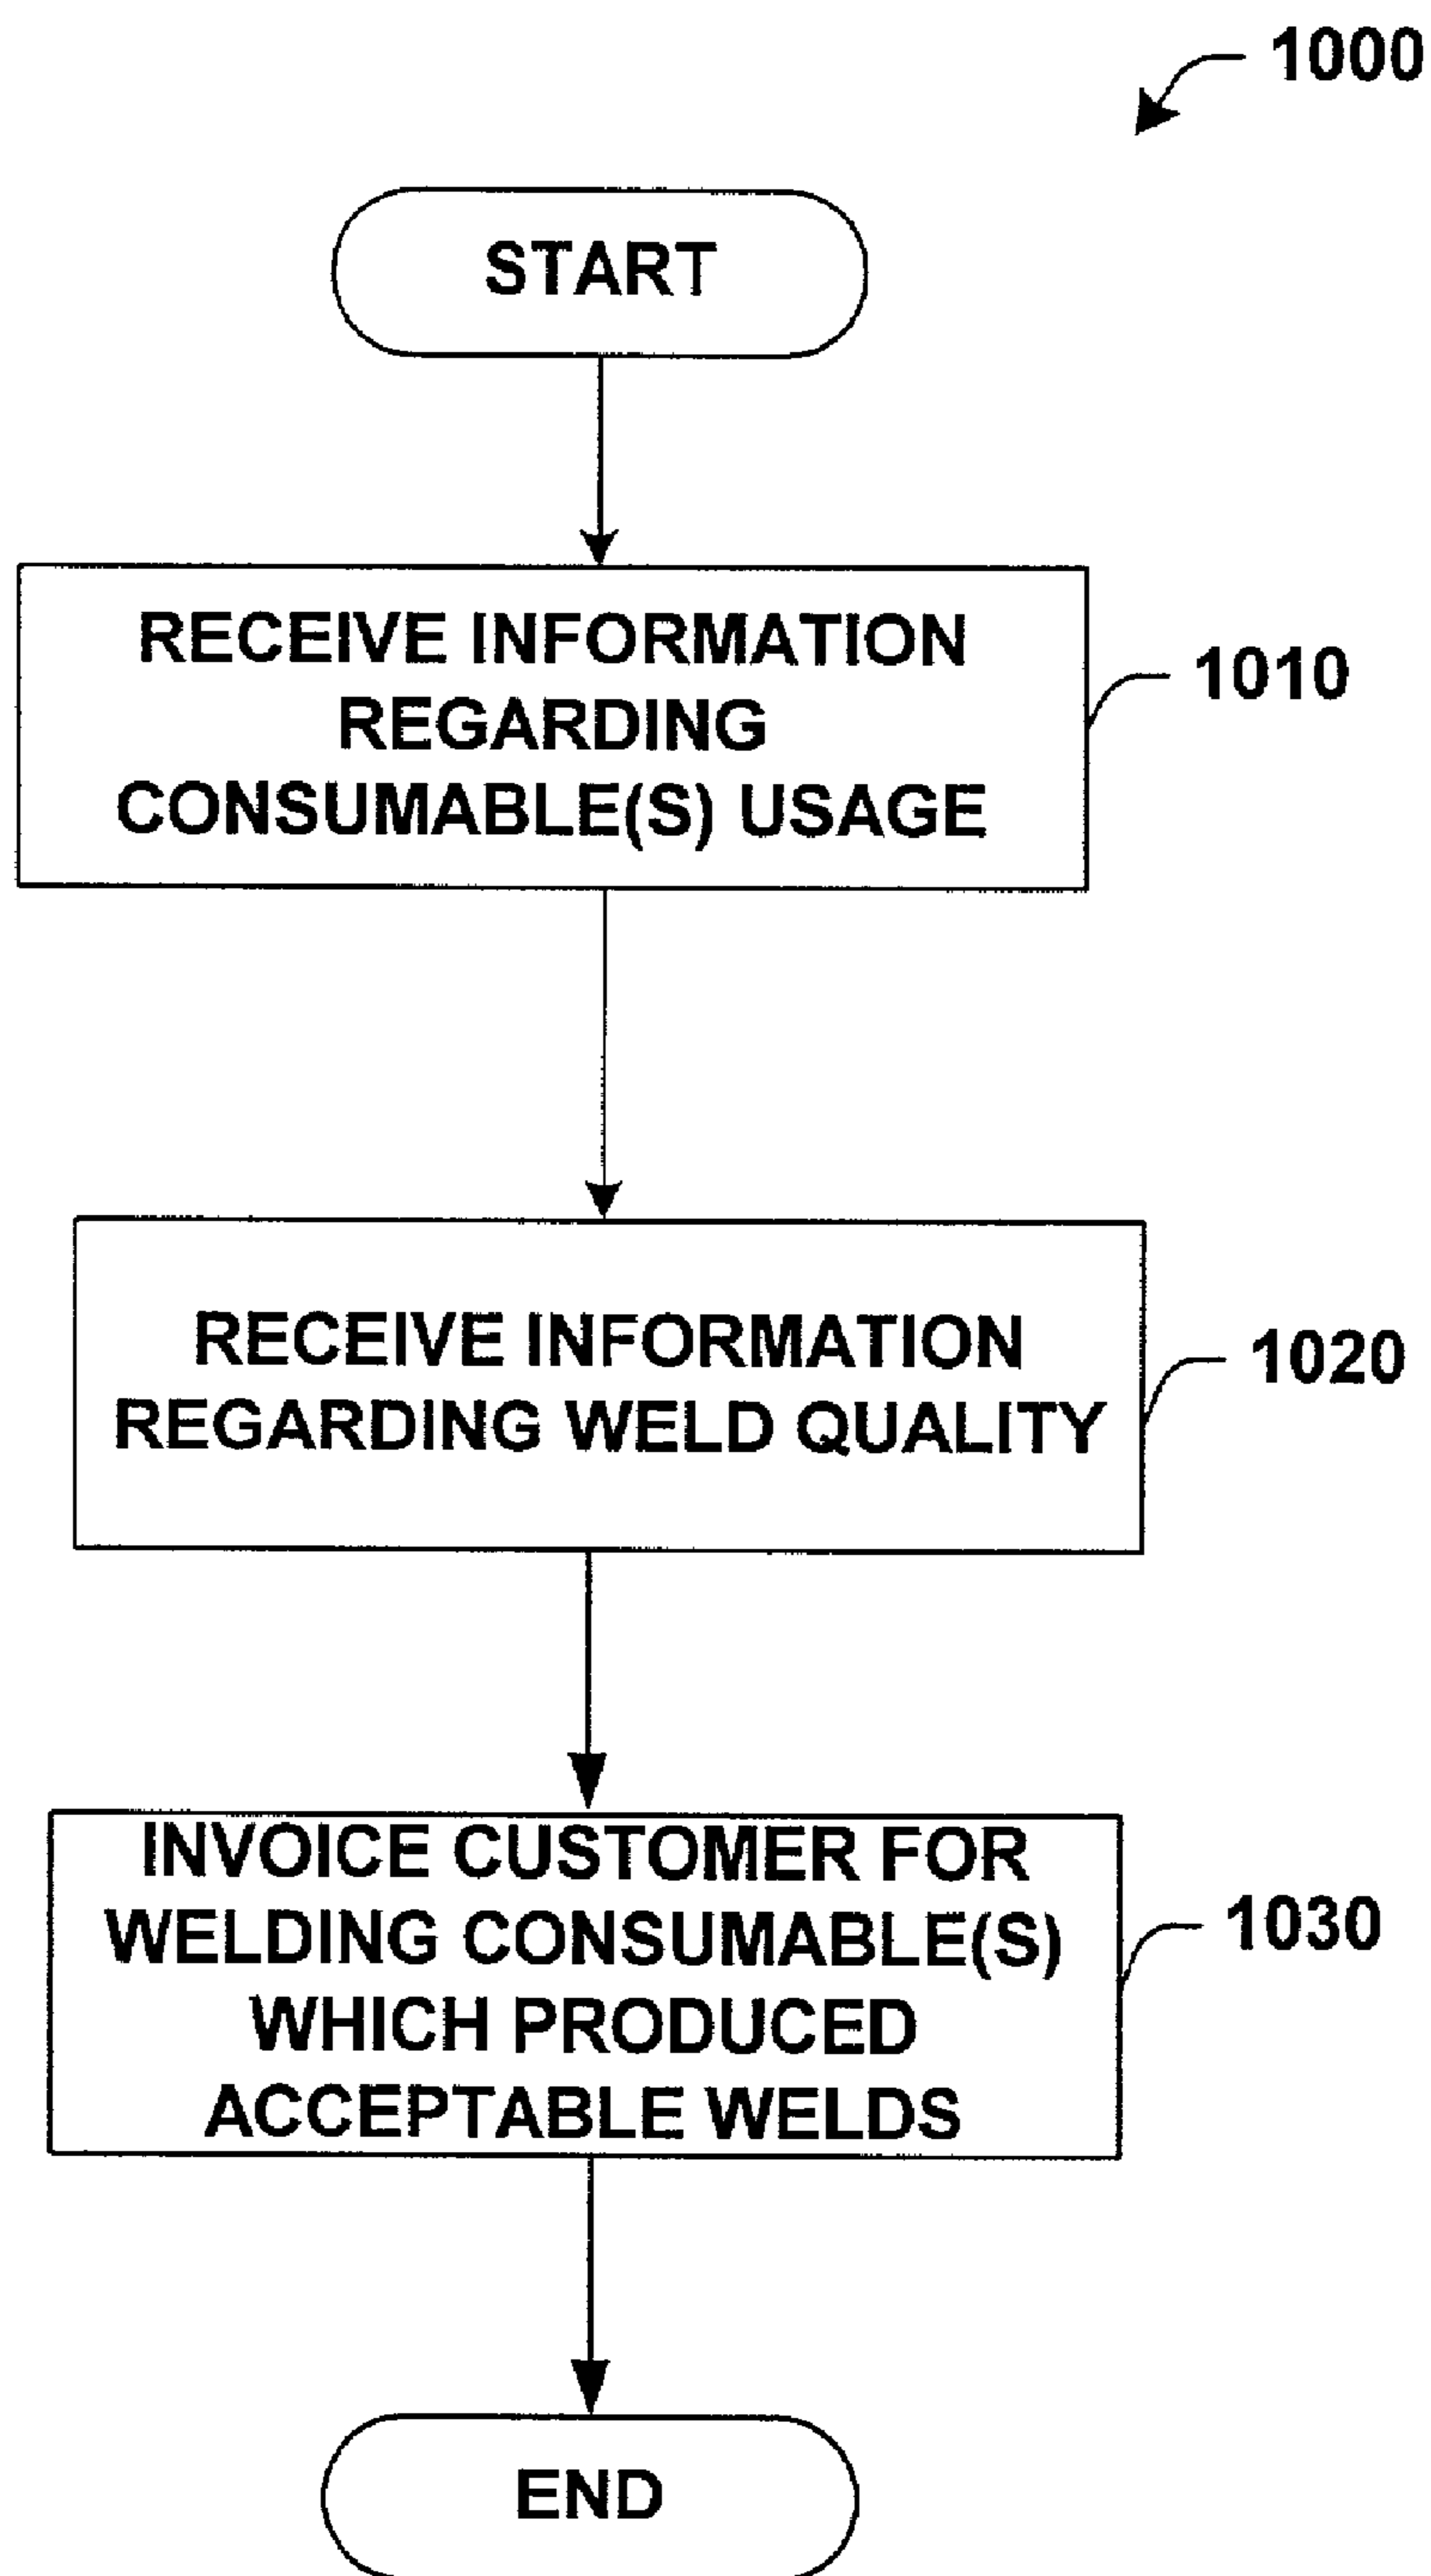 1000
START
RECEIVE INFORMATION
REGARDING
CONSUMABLE(S) USAGE
1010
RECEIVE INFORMATION
REGARDING WELD QUALITY
1020
INVOICE CUSTOMER FOR
WELDING CONSUMABLE(S)
WHICH PRODUCED
ACCEPTABLE WELDS
1030
END